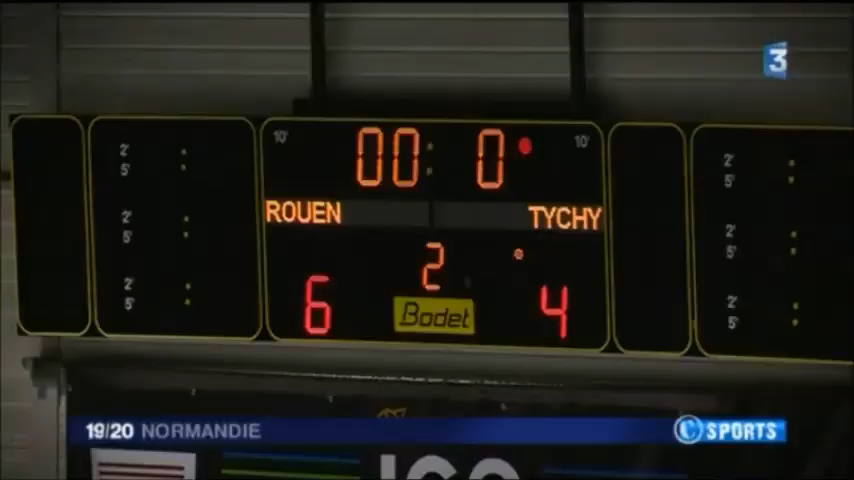 3
10' 00:0 10'
2' 2'
5' 5'
ROUEN TYCHY
2' 2'
5' 5'
2
6 4
2' 2'
5' 5'
Bodet
19/20 NORMANDIE C SPORTS